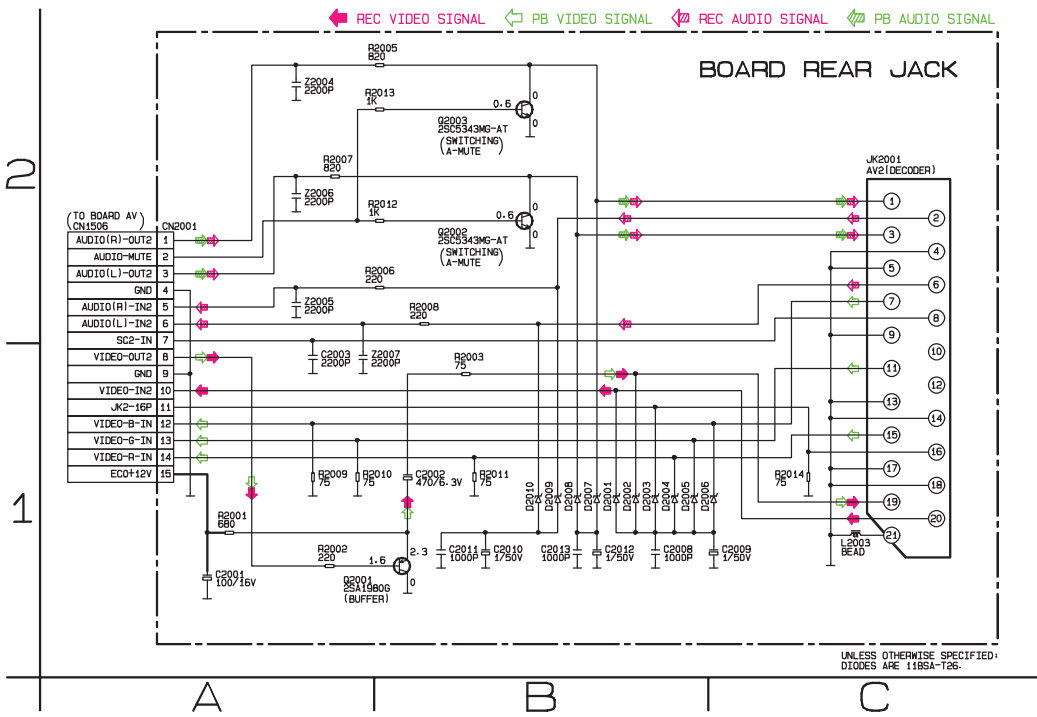 REC VIDEO SIGNAL PB VIDEO SIGNAL REC AUDIO SIGNAL PB AUDIO SIGNAL
BOARD REAR JACK
R2005
820
Z2004
2200P
R2013
1K
0.6
0
0
Q2003
2SC5343MG-AT
(SWITCHING)
A-MUTE
R2007
820
Z2006
2200P
R2012
1K
0.6
0
0
Q2002
2SC5343MG-AT
(SWITCHING)
A-MUTE
R2006
220
Z2005
2200P
R2008
220
C2003
2200P
Z2007
2200P
R2003
75
(TO BOARD AV)
CN1506
CN2001
AUDIO(R)-OUT2 1
AUDIO-MUTE 2
AUDIO(L)-OUT2 3
GND 4
AUDIO(R)-IN2 5
AUDIO(L)-IN2 6
SC2-IN 7
VIDEO-OUT2 8
GND 9
VIDEO-IN2 10
JK2-16P 11
VIDEO-B-IN 12
VIDEO-G-IN 13
VIDEO-R-IN 14
ECO+12V 15
JK2001
AV2(DECODER)
1
2
3
4
5
6
7
8
9
10
11
12
13
14
15
16
17
18
19
20
21
R2009
75
R2010
75
C2002
470/6.3V
R2011
75
D2010
D2009
D2008
D2007
D2001
D2002
D2003
D2004
D2005
D2006
R2014
75
R2001
680
R2002
220
C2001
100/16V
1.6
2.3
0
Q2001
2SA1980G
(BUFFER)
C2011
1000P
C2010
1/50V
C2013
1000P
C2012
1/50V
C2008
1000P
C2009
1/50V
L2003
BEAD
UNLESS OTHERWISE SPECIFIED:
DIODES ARE 11BSA-T26.
2
1
A B C